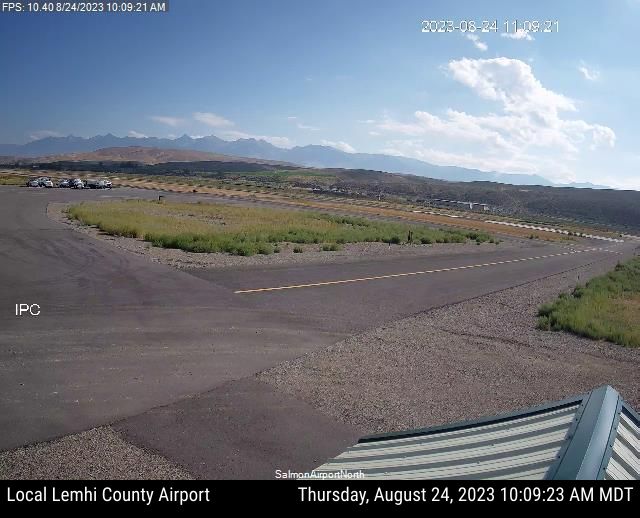 FPS: 10.40 8/24/2023 10:09:21 AM
2023-08-24 11:09:21
IPC
SalmonAirportNorth
Local Lemhi County Airport Thursday, August 24, 2023 10:09:23 AM MDT